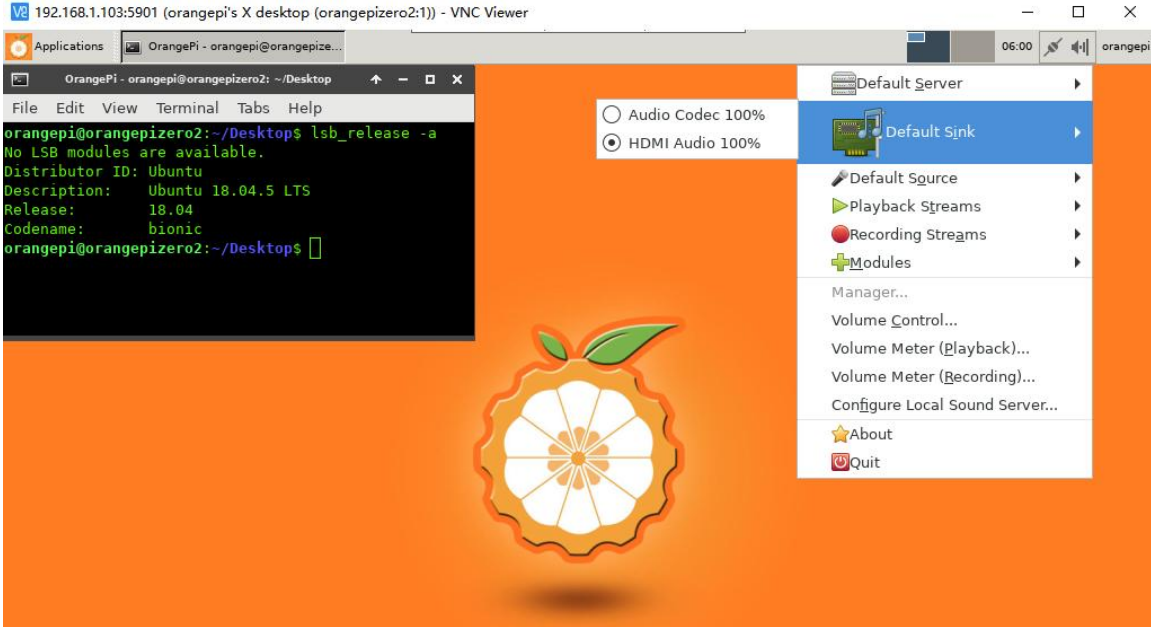 192.168.1.103:5901 (orangepi's X desktop (orangepizero2:1)) - VNC Viewer
Applications
OrangePi - orangepi@orangepize...
06:00
orangepi
OrangePi - orangepi@orangepizero2: ~/Desktop
File Edit View Terminal Tabs Help
orangepi@orangepizero2:~/Desktop$ lsb_release -a
No LSB modules are available.
Distributor ID: Ubuntu
Description: Ubuntu 18.04.5 LTS
Release: 18.04
Codename: bionic
orangepi@orangepizero2:~/Desktop$
Audio Codec 100%
HDMI Audio 100%
Default Server
Default Sink
Default Source
Playback Streams
Recording Streams
Modules
Manager...
Volume Control...
Volume Meter (Playback)...
Volume Meter (Recording)...
Configure Local Sound Server...
About
Quit